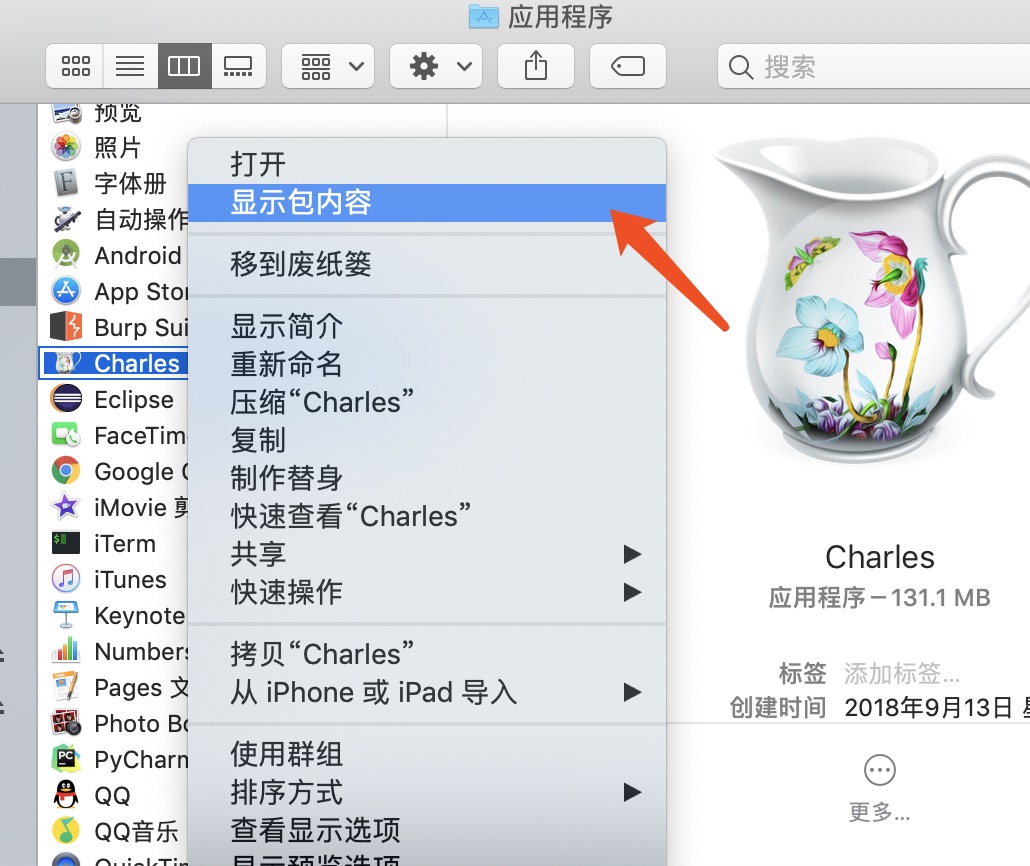 应用程序
搜索
预览
照片
字体册
自动操作
Android
App Stor
Burp Sui
Charles
Eclipse
FaceTim
Google
iMovie 剪
iTerm
iTunes
Keynote
Numbers
Pages 文
Photo Bo
PyCharm
QQ
QQ音乐
QuickTim
打开
显示包内容
移到废纸篓
显示简介
重新命名
压缩“Charles”
复制
制作替身
快速查看“Charles”
共享
快速操作
拷贝“Charles”
从 iPhone 或 iPad 导入
使用群组
排序方式
查看显示选项
显示预览选项
Charles
应用程序 – 131.1 MB
标签 添加标签...
创建时间 2018年9月13日 星
更多...